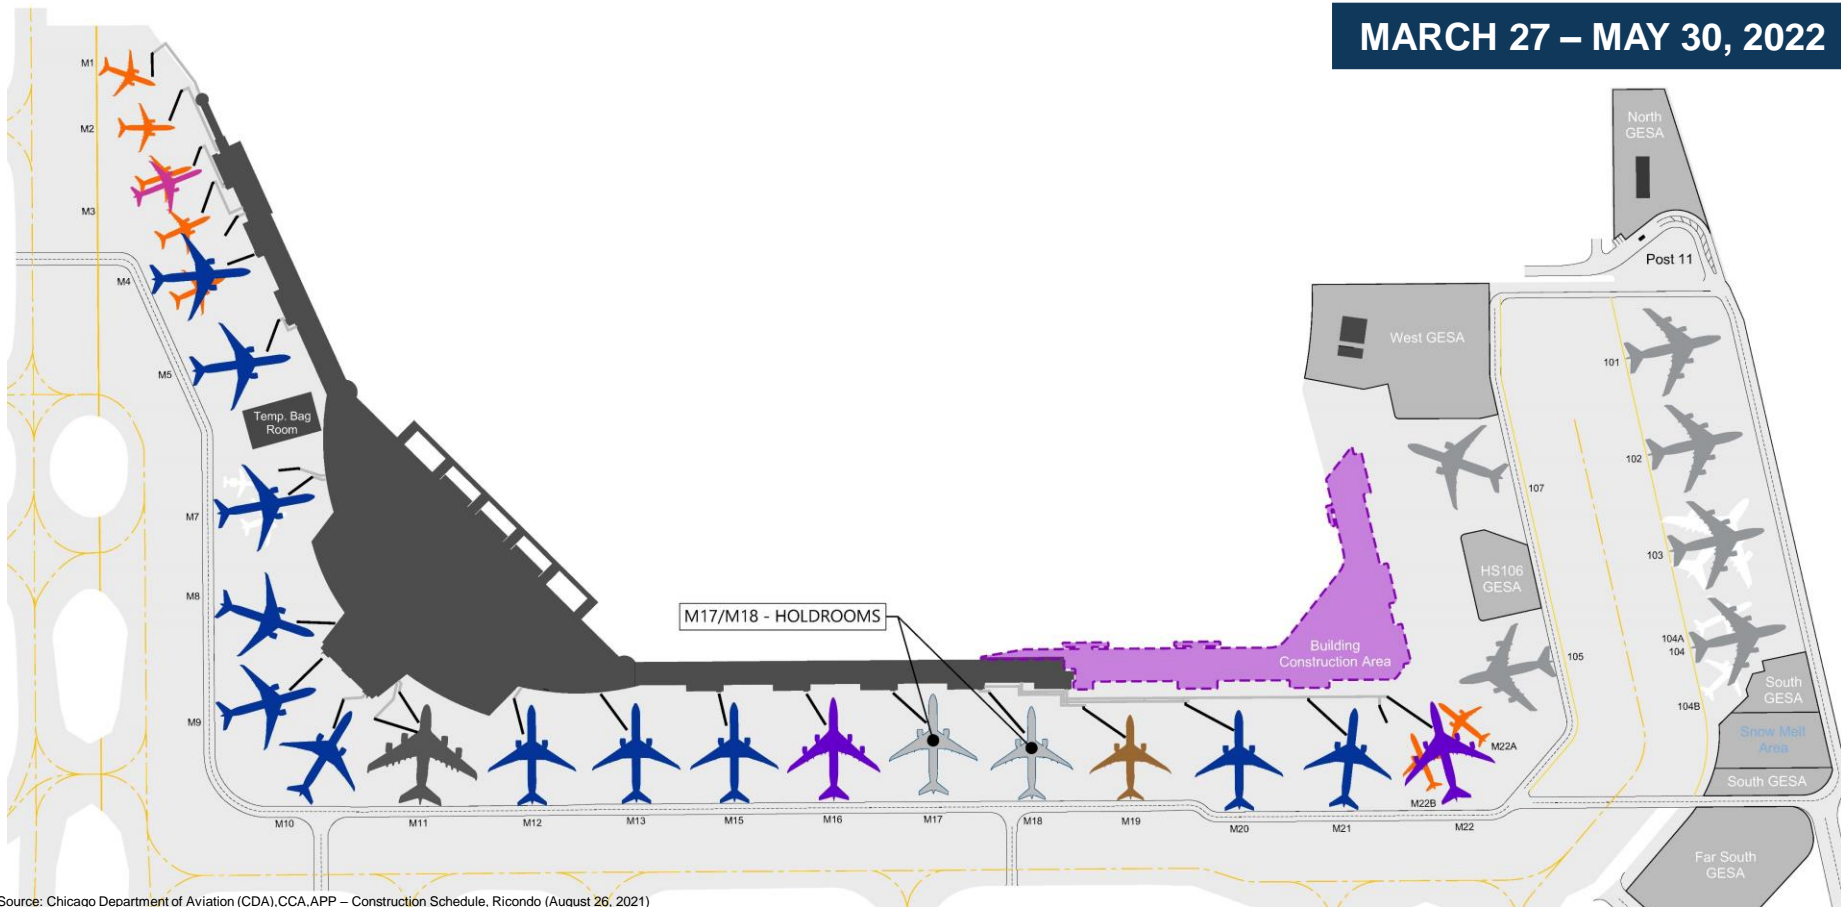 MARCH 27 – MAY 30, 2022
M1
M2
M3
M4
M5
Temp. Bag
Room
M7
M8
M9
M10
M11
M12
M13
M15
M16
M17
M18
M19
M20
M21
M22
M22A
M22B
M17/M18 - HOLDROOMS
Building
Construction Area
North
GESA
Post 11
West GESA
HS106
GESA
101
102
103
104A
104
104B
105
107
South
GESA
Snow Melt
Area
South GESA
Far South
GESA
Source: Chicago Department of Aviation (CDA),CCA,APP – Construction Schedule, Ricondo (August 26, 2021)